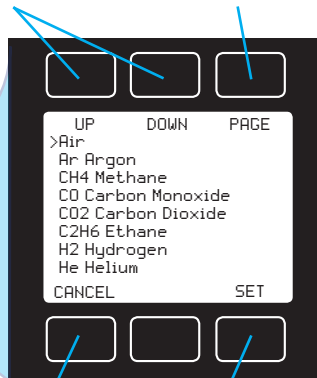 UP DOWN PAGE
>Air
Ar Argon
CH4 Methane
CO Carbon Monoxide
CO2 Carbon Dioxide
C2H6 Ethane
H2 Hydrogen
He Helium
CANCEL SET